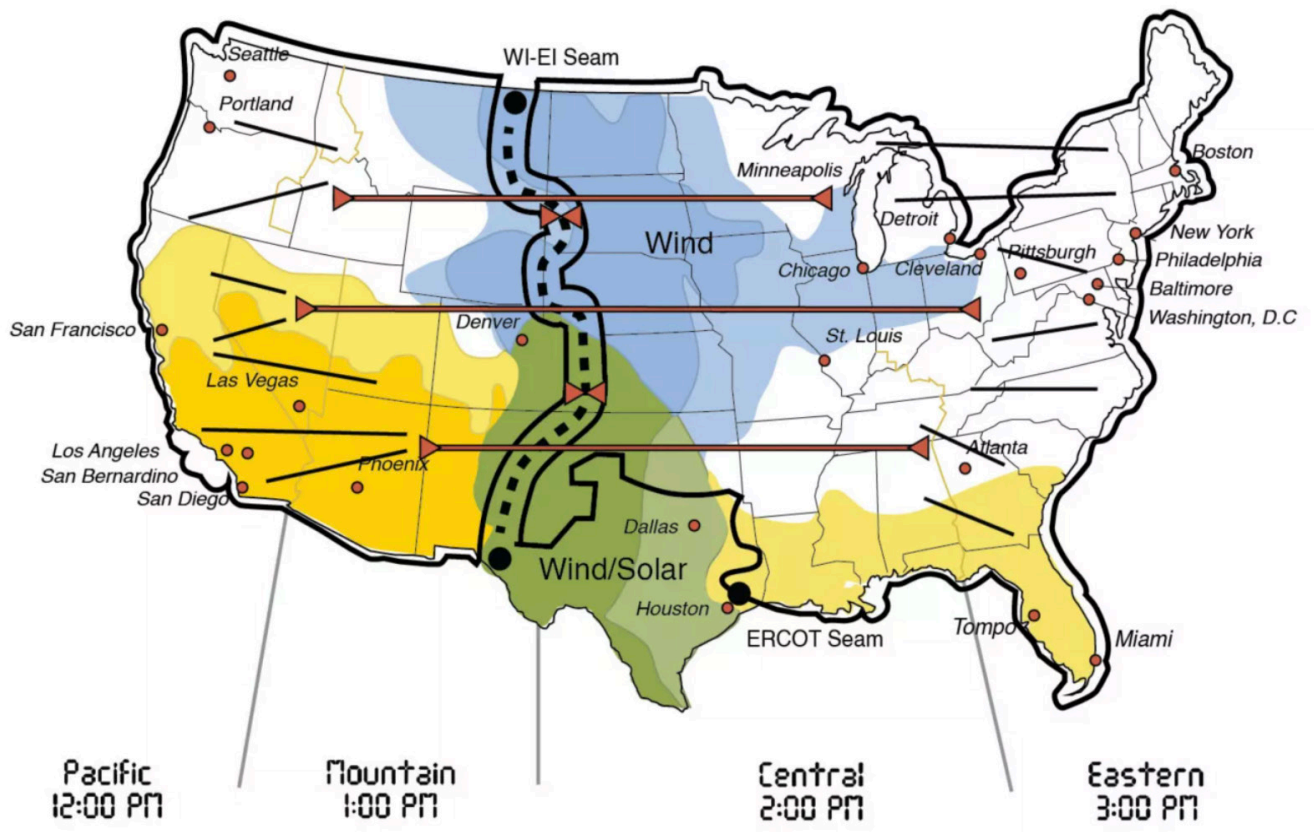 WI-EI Seam
Seattle
Portland
Minneapolis
Boston
Detroit
New York
Wind
Pittsburgh
Philadelphia
Chicago
Cleveland
Baltimore
Washington, D.C
San Francisco
Denver
St. Louis
Las Vegas
Los Angeles
Atlanta
Phoenix
San Bernardino
San Diego
Dallas
Wind/Solar
Houston
ERCOT Seam
Tompo
Miami
Pacific
12:00 PM
Mountain
1:00 PM
Central
2:00 PM
Eastern
3:00 PM